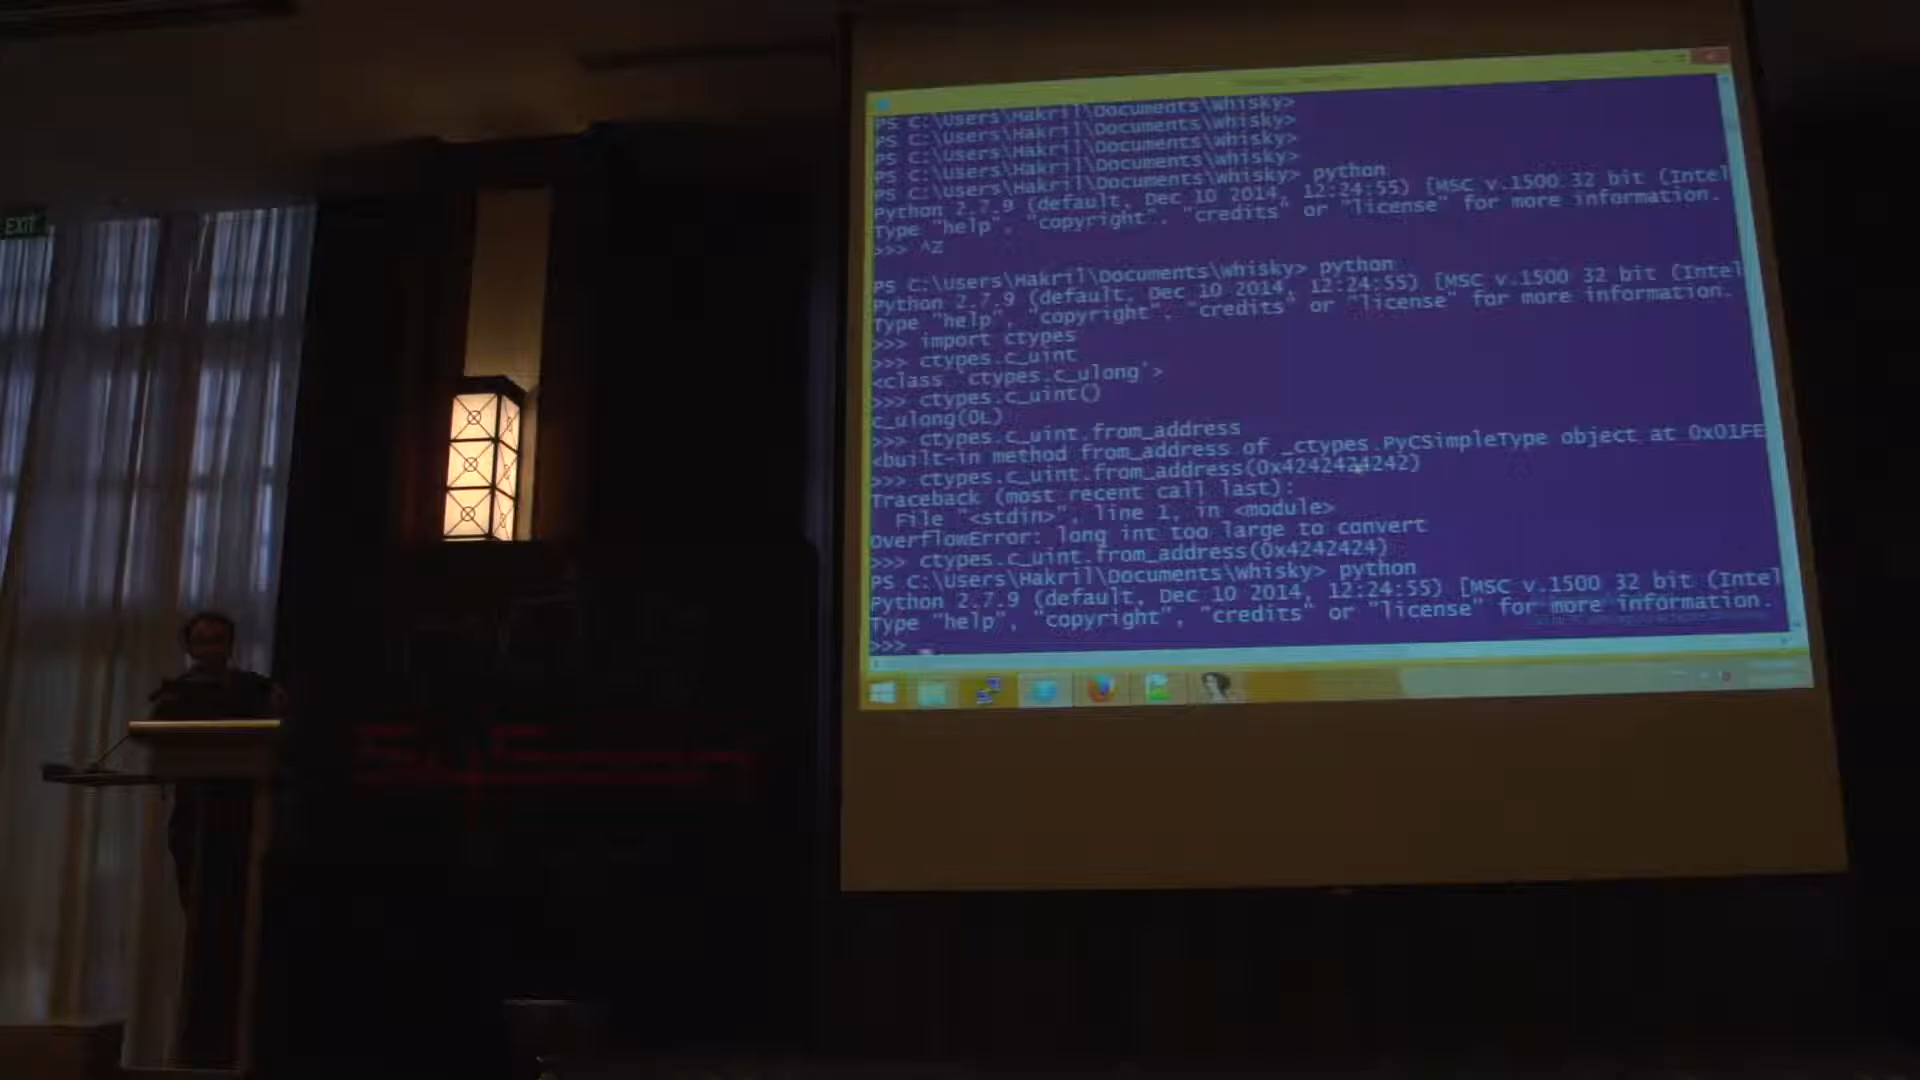 EXIT
PS C:\Users\Hakril\Documents\Whisky>
PS C:\Users\Hakril\Documents\Whisky>
PS C:\Users\Hakril\Documents\Whisky>
PS C:\Users\Hakril\Documents\Whisky>
PS C:\Users\Hakril\Documents\Whisky> python
Python 2.7.9 (default, Dec 10 2014, 12:24:55) [MSC v.1500 32 bit (Intel
Type "help", "copyright", "credits" or "license" for more information.
>>> ^Z
PS C:\Users\Hakril\Documents\Whisky> python
Python 2.7.9 (default, Dec 10 2014, 12:24:55) [MSC v.1500 32 bit (Intel
Type "help", "copyright", "credits" or "license" for more information.
>>> import ctypes
>>> ctypes.c_uint
<class 'ctypes.c_ulong'>
>>> ctypes.c_uint()
c_ulong(0L)
>>> ctypes.c_uint.from_address
<built-in method from_address of _ctypes.PyCSimpleType object at 0x01FE
>>> ctypes.c_uint.from_address(0x4242424242)
Traceback (most recent call last):
File "<stdin>", line 1, in <module>
OverflowError: long int too large to convert
>>> ctypes.c_uint.from_address(0x4242424)
PS C:\Users\Hakril\Documents\Whisky> python
Python 2.7.9 (default, Dec 10 2014, 12:24:55) [MSC v.1500 32 bit (Intel
Type "help", "copyright", "credits" or "license" for more information.
>>>